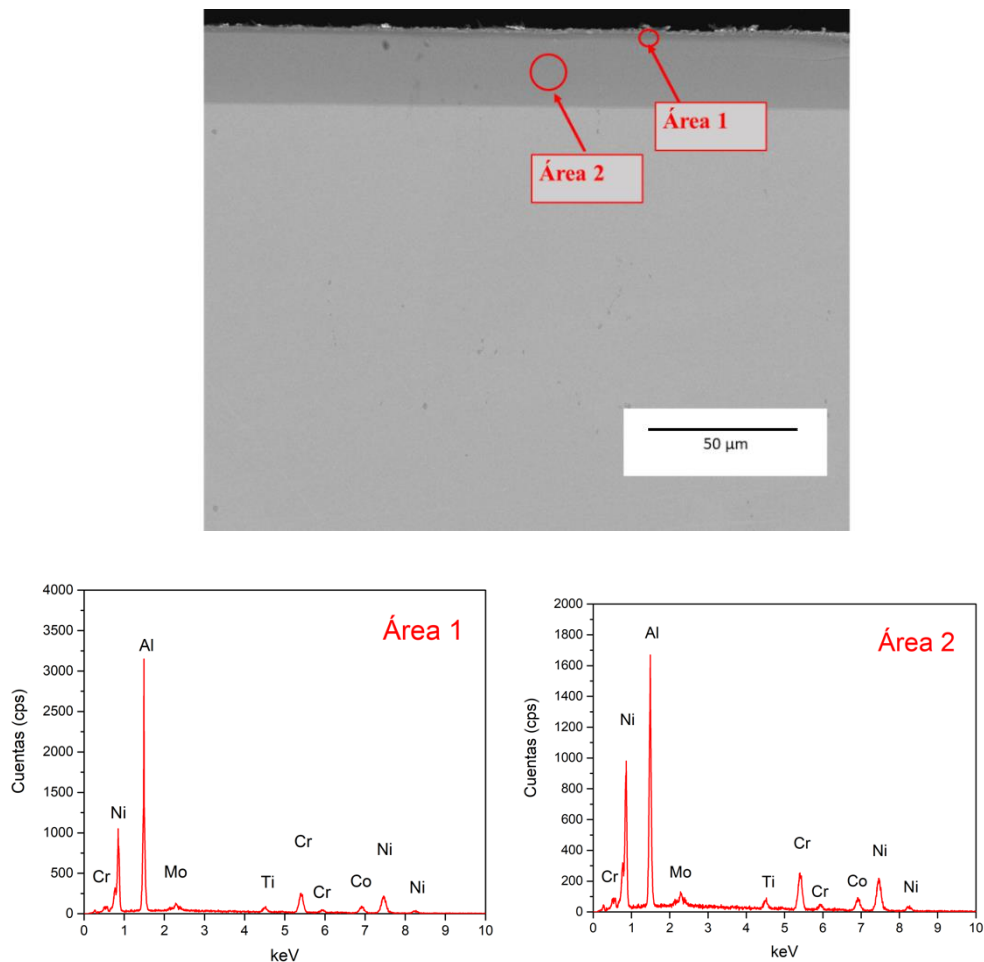 Área 1
Área 2
50 µm
Área 1
4000
3500
3000
2500
2000
1500
1000
500
0
Cuentas (cps)
Cr
Ni
Al
Mo
Ti
Cr
Cr
Co
Ni
Ni
0 1 2 3 4 5 6 7 8 9 10
keV
Área 2
2000
1800
1600
1400
1200
1000
800
600
400
200
0
Cuentas (cps)
Cr
Ni
Al
Mo
Ti
Cr
Cr
Co
Ni
Ni
0 1 2 3 4 5 6 7 8 9 10
keV